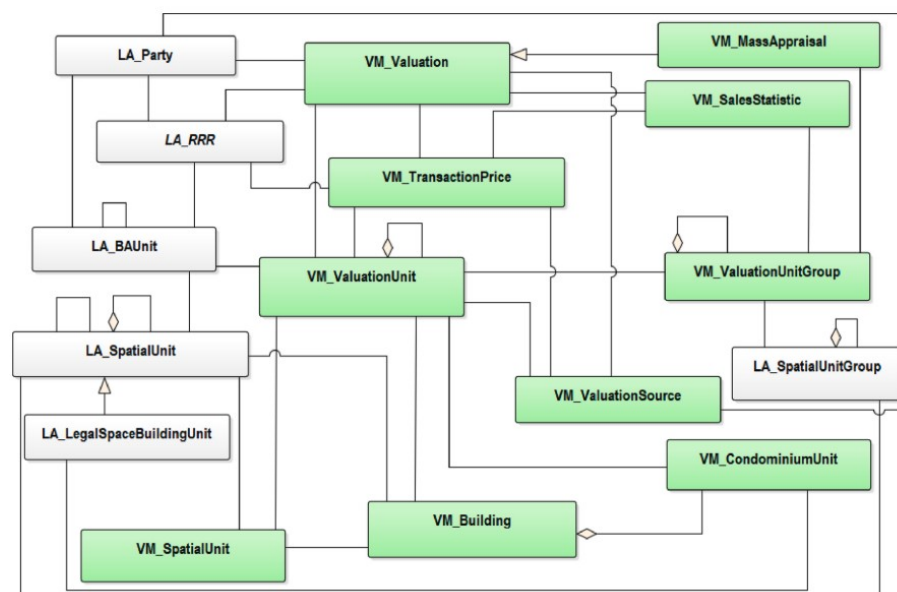 VM_MassAppraisal
LA_Party
VM_Valuation
VM_SalesStatistic
LA_RRR
VM_TransactionPrice
LA_BAUnit
VM_ValuationUnit
VM_ValuationUnitGroup
LA_SpatialUnit
LA_SpatialUnitGroup
VM_ValuationSource
LA_LegalSpaceBuildingUnit
VM_CondominiumUnit
VM_Building
VM_SpatialUnit